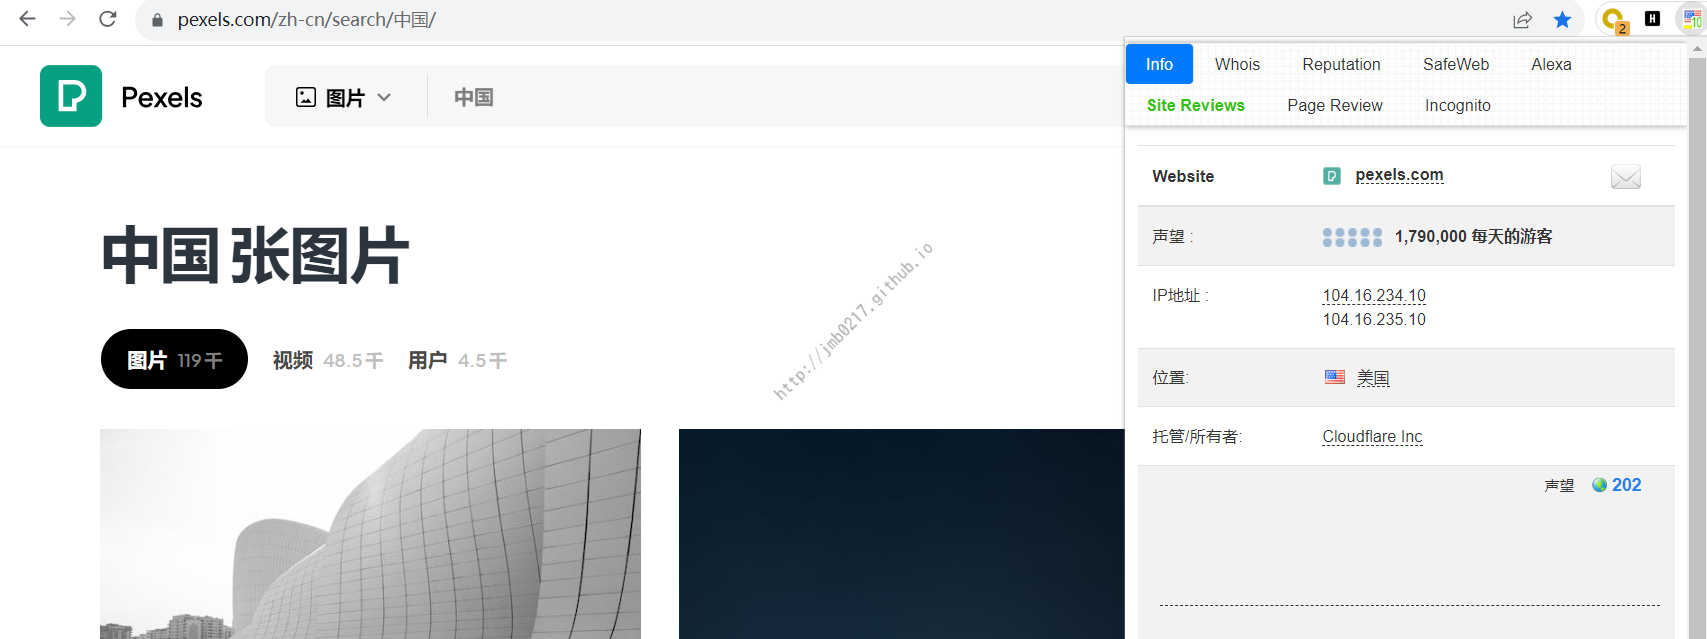 pexels.com/zh-cn/search/中国/
2
H
10
Pexels
图片
中国
中国 张图片
图片 119千
视频 48.5千
用户 4.5千
http://jmb0217.github.io
Info
Whois
Reputation
SafeWeb
Alexa
Site Reviews
Page Review
Incognito
Website
pexels.com
声望 :
1,790,000 每天的游客
IP地址 :
104.16.234.10
104.16.235.10
位置:
美国
托管/所有者:
Cloudflare Inc
声望 202